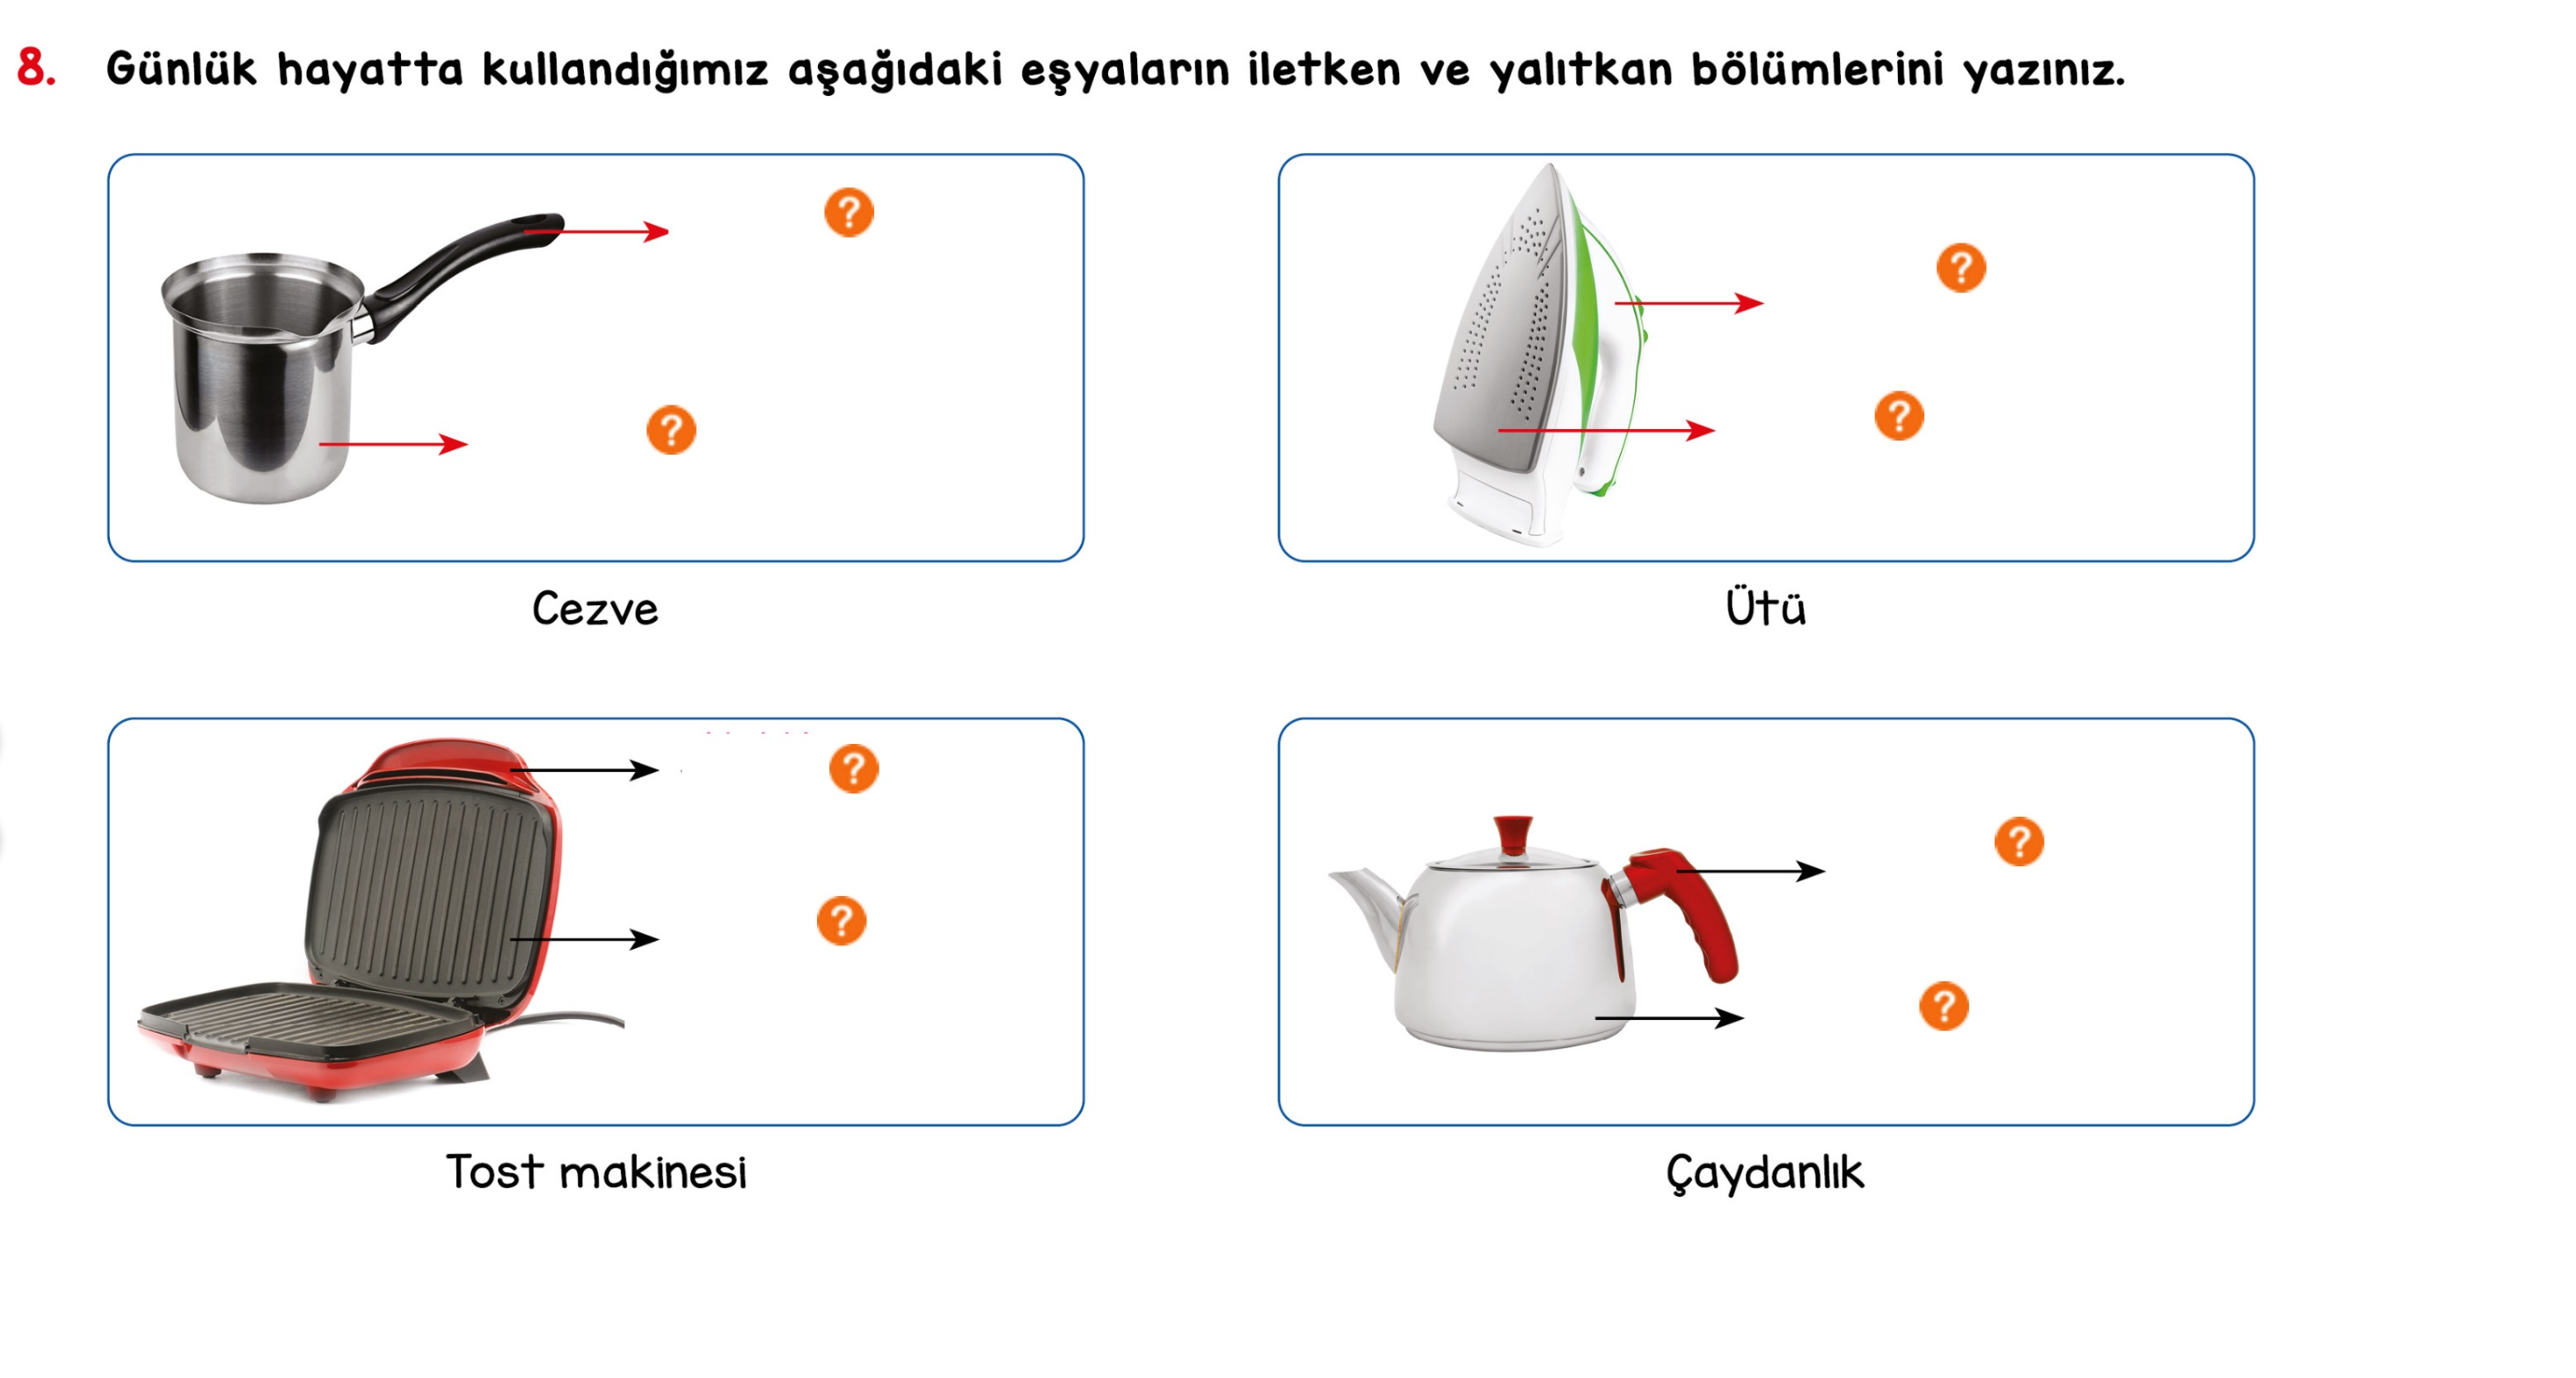 8. Günlük hayatta kullandığımız aşağıdaki eşyaların iletken ve yalıtkan bölümlerini yazınız.
?
?
?
?
Cezve
Ütü
?
?
?
?
Tost makinesi
Çaydanlık